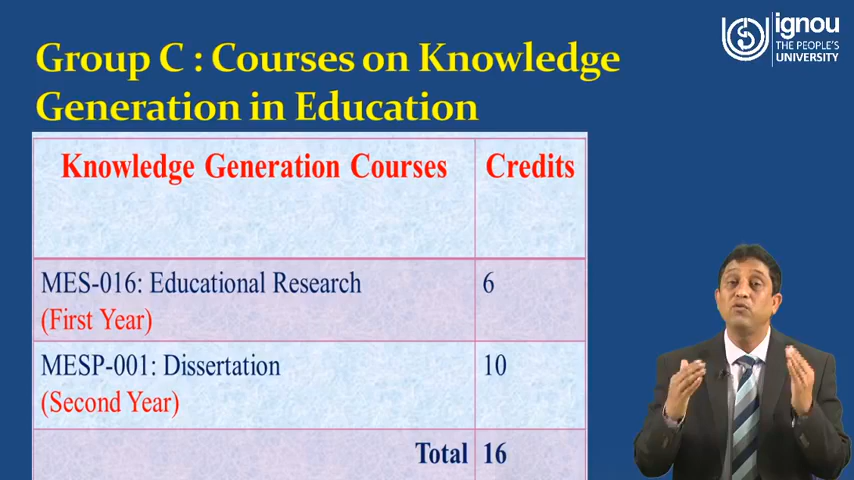 ignou
THE PEOPLE'S
UNIVERSITY
Group C : Courses on Knowledge
Generation in Education
Knowledge Generation Courses Credits
MES-016: Educational Research 6
(First Year)
MESP-001: Dissertation 10
(Second Year)
Total 16